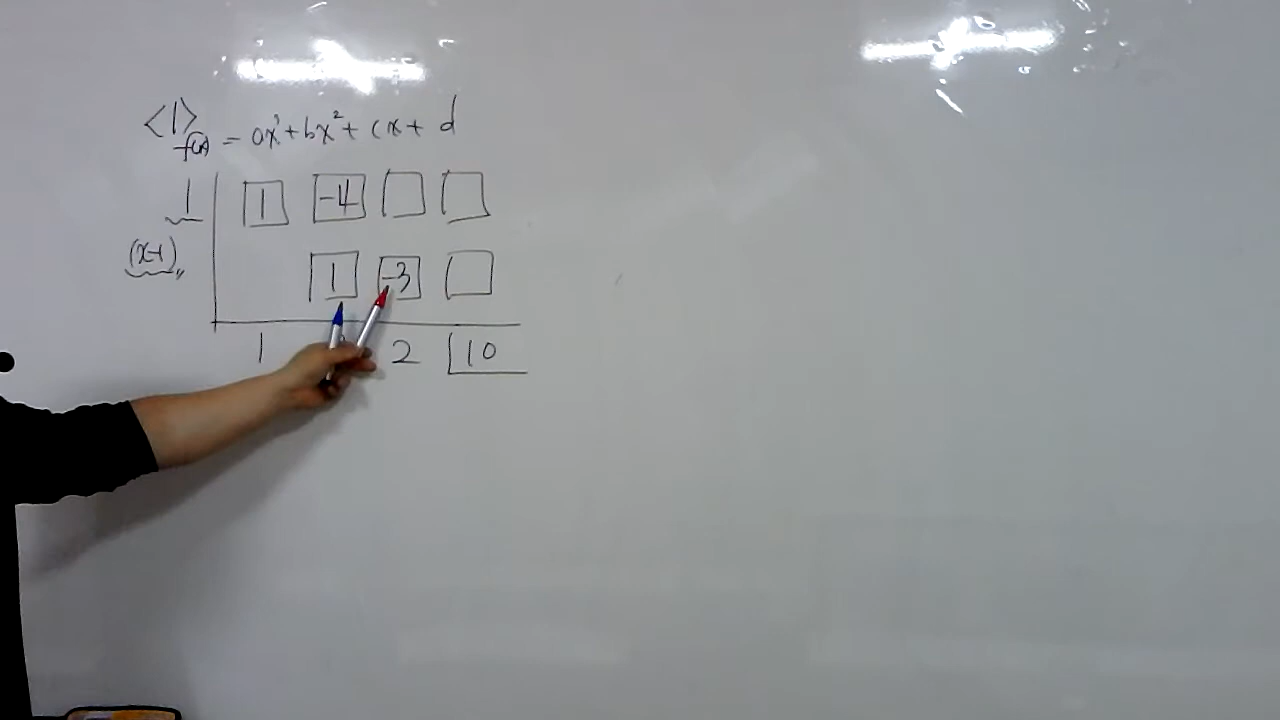 <1>
f(x) = ax³+bx²+cx+d
1 1 -4
(x-1) 1 -3
1 2 10